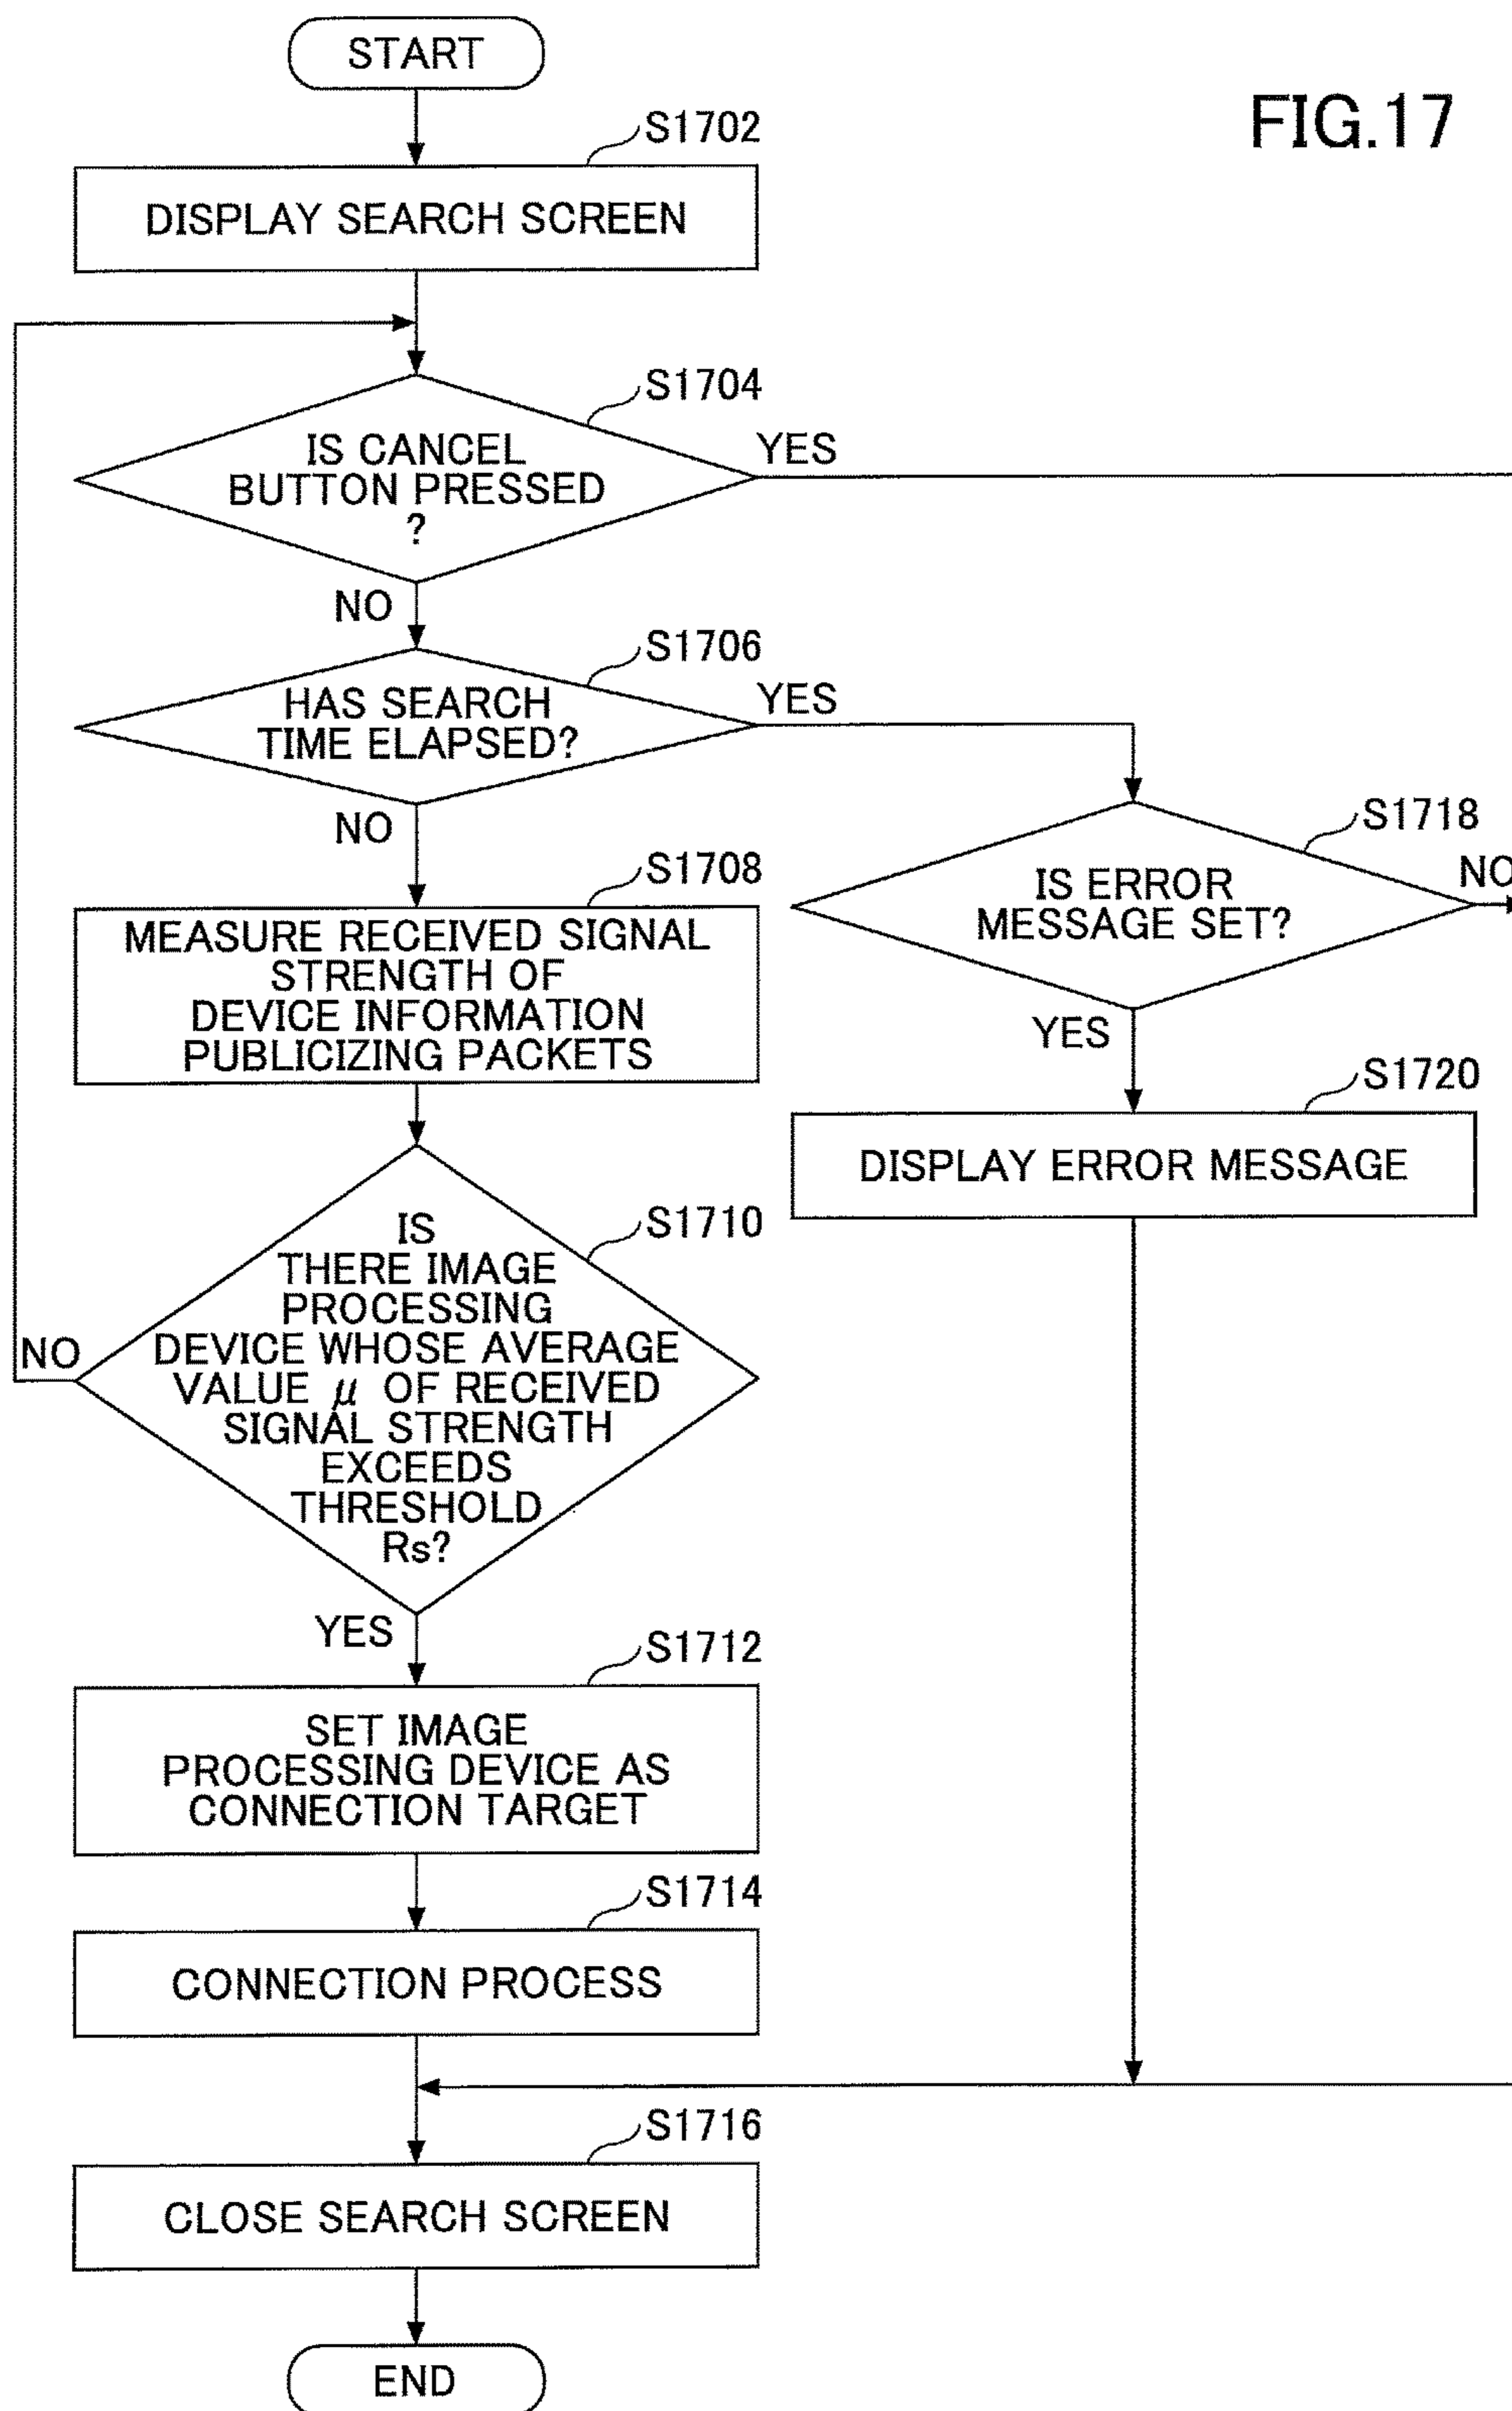 FIG.17
START
S1702
DISPLAY SEARCH SCREEN
S1704
IS CANCEL
BUTTON PRESSED
?
YES
NO
S1706
HAS SEARCH
TIME ELAPSED?
YES
NO
S1708
MEASURE RECEIVED SIGNAL
STRENGTH OF
DEVICE INFORMATION
PUBLICIZING PACKETS
S1710
IS
THERE IMAGE
PROCESSING
DEVICE WHOSE AVERAGE
VALUE μ OF RECEIVED
SIGNAL STRENGTH
EXCEEDS
THRESHOLD
Rs?
NO
YES
S1712
SET IMAGE
PROCESSING DEVICE AS
CONNECTION TARGET
S1714
CONNECTION PROCESS
S1716
CLOSE SEARCH SCREEN
END
S1718
IS ERROR
MESSAGE SET?
NO
YES
S1720
DISPLAY ERROR MESSAGE